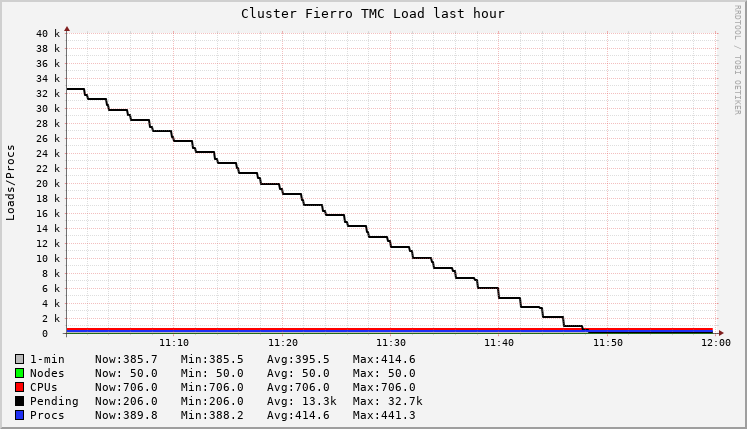 Cluster Fierro TMC Load last hour
RRDTOOL / TOBI OETIKER
Loads/Procs
40 k
38 k
36 k
34 k
32 k
30 k
28 k
26 k
24 k
22 k
20 k
18 k
16 k
14 k
12 k
10 k
8 k
6 k
4 k
2 k
0
11:10 11:20 11:30 11:40 11:50 12:00
1-min Now:385.7 Min:385.5 Avg:395.5 Max:414.6
Nodes Now: 50.0 Min: 50.0 Avg: 50.0 Max: 50.0
CPUs Now:706.0 Min:706.0 Avg:706.0 Max:706.0
Pending Now:206.0 Min:206.0 Avg: 13.3k Max: 32.7k
Procs Now:389.8 Min:388.2 Avg:414.6 Max:441.3